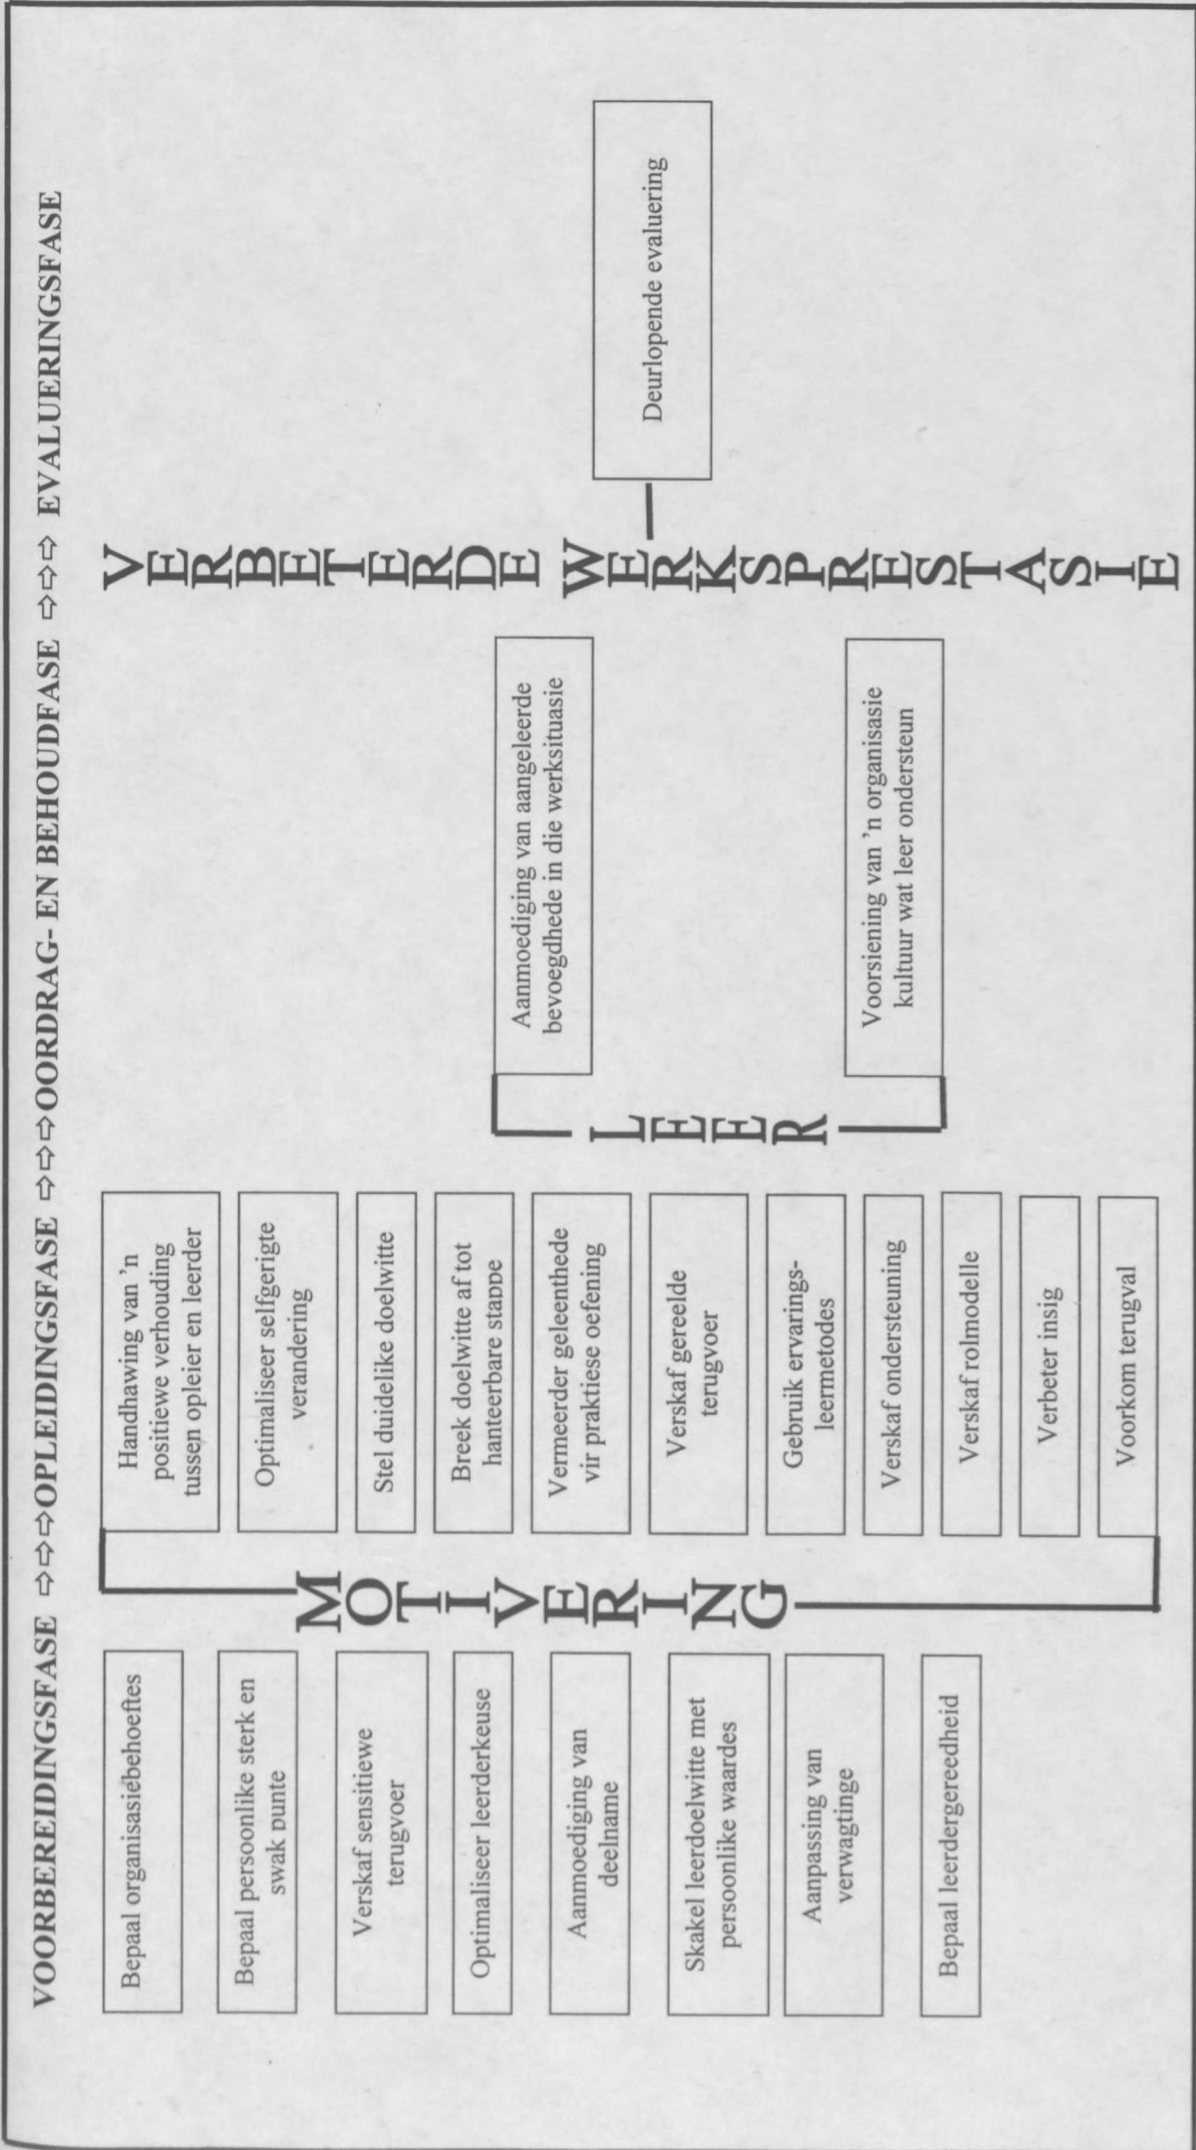 VOORBEREIDINGSFASE ⇨⇨⇨OPLEIDINGSFASE ⇨⇨⇨OORDRAG- EN BEHOUDFASE ⇨⇨⇨ EVALUERINGSFASE
Bepaal organisasiebehoeftes
Bepaal persoonlike sterk en
swak punte
Verskaf sensitiewe
terugvoer
Optimaliseer leerderkeuse
Aanmoediging van
deelname
Skakel leerdoelwitte met
persoonlike waardes
Aanpassing van
verwagtinge
Bepaal leerdergereedheid
MOTIVERING
Handhawing van 'n
positiewe verhouding
tussen opleier en leerder
Optimaliseer selfgerigte
verandering
Stel duidelike doelwitte
Breek doelwitte af tot
hanteerbare stappe
Vermeerder geleenthede
vir praktiese oefening
Verskaf gereelde
terugvoer
Gebruik ervarings-
leermetodes
Verskaf ondersteuning
Verskaf rolmodelle
Verbeter insig
Voorkom terugval
LEER
Aanmoediging van aangeleerde
bevoegdhede in die werksituasie
Voorsiening van 'n organisasie
kultuur wat leer ondersteun
VERBETERDE WERKSPRESTASIE
Deurlopende evaluering